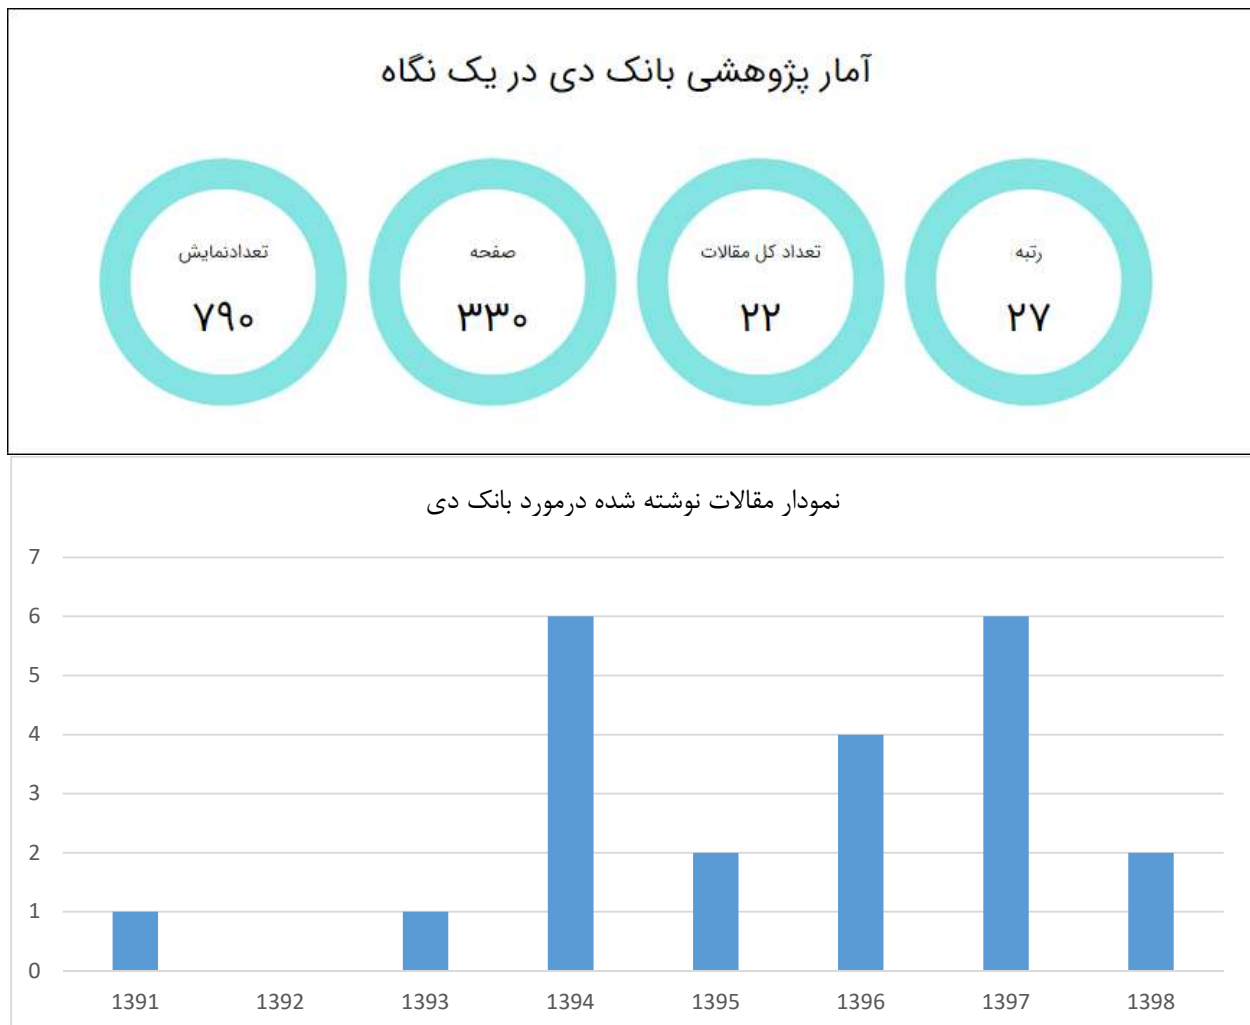 آمار پژوهشی بانک دی در یک نگاه
رتبه
۲۷
تعداد کل مقالات
۲۲
صفحه
۳۳۰
تعدادنمایش
۷۹۰
نمودار مقالات نوشته شده درمورد بانک دی
7
6
5
4
3
2
1
0
1391 1392 1393 1394 1395 1396 1397 1398